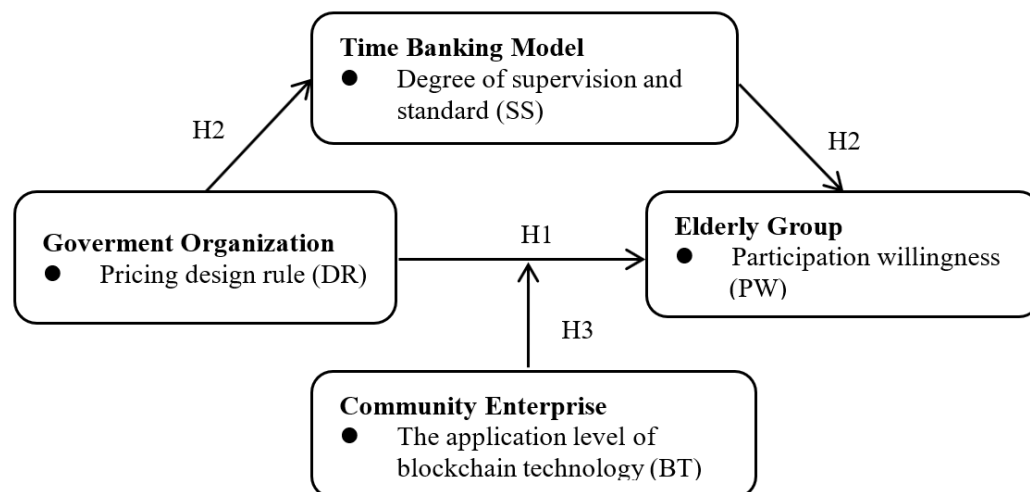 Time Banking Model
● Degree of supervision and
standard (SS)
H2
H2
Goverment Organization
● Pricing design rule (DR)
H1
Elderly Group
● Participation willingness
(PW)
H3
Community Enterprise
● The application level of
blockchain technology (BT)